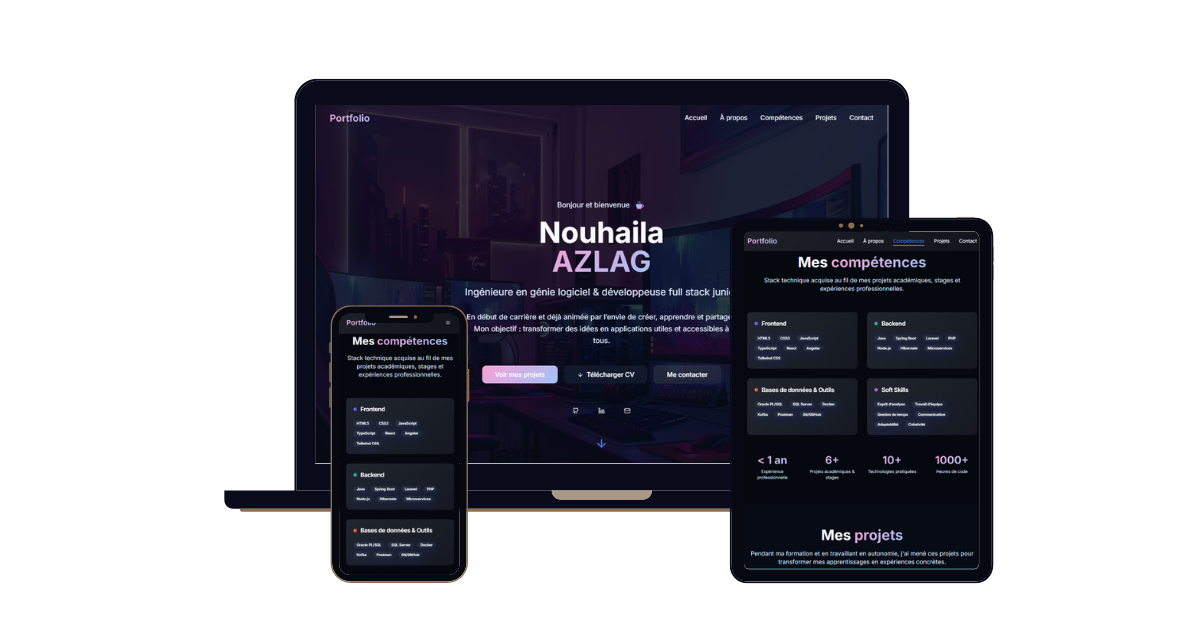 Portfolio
Accueil À propos Compétences Projets Contact
Bonjour et bienvenue
Nouhaila
AZLAG
Ingénieure en génie logiciel & développeuse full stack juni
En début de carrière et déjà animée par l'envie de créer, apprendre et partage
Mon objectif : transformer des idées en applications utiles et accessibles à
tous.
Voir mes projets
Télécharger CV
Me contacter
Portfolio
Mes compétences
Stack technique acquise au fil de mes
projets académiques, stages et
expériences professionnelles.
Frontend
HTML5 CSS3 JavaScript
TypeScript React Angular
Tailwind CSS
Backend
Java Spring Boot Laravel PHP
Node.js Hibernate Microservices
Bases de données & Outils
Oracle PL/SQL SQL Server Docker
Kafka Postman Git/GitHub
Portfolio
Accueil À propos Compétences Projets Contact
Mes compétences
Stack technique acquise au fil de mes projets académiques, stages et
expériences professionnelles.
Frontend
HTML5 CSS3 JavaScript
TypeScript React Angular
Tailwind CSS
Backend
Java Spring Boot Laravel PHP
Node.js Hibernate Microservices
Bases de données & Outils
Oracle PL/SQL SQL Server Docker
Kafka Postman Git/GitHub
Soft Skills
Esprit d'analyse Travail d'équipe
Gestion du temps Communication
Adaptabilité Créativité
< 1 an
Expérience
professionnelle
6+
Projets académiques &
stages
10+
Technologies pratiquées
1000+
Heures de code
Mes projets
Pendant ma formation et en travaillant en autonomie, j'ai mené ces projets pour
transformer mes apprentissages en expériences concrètes.